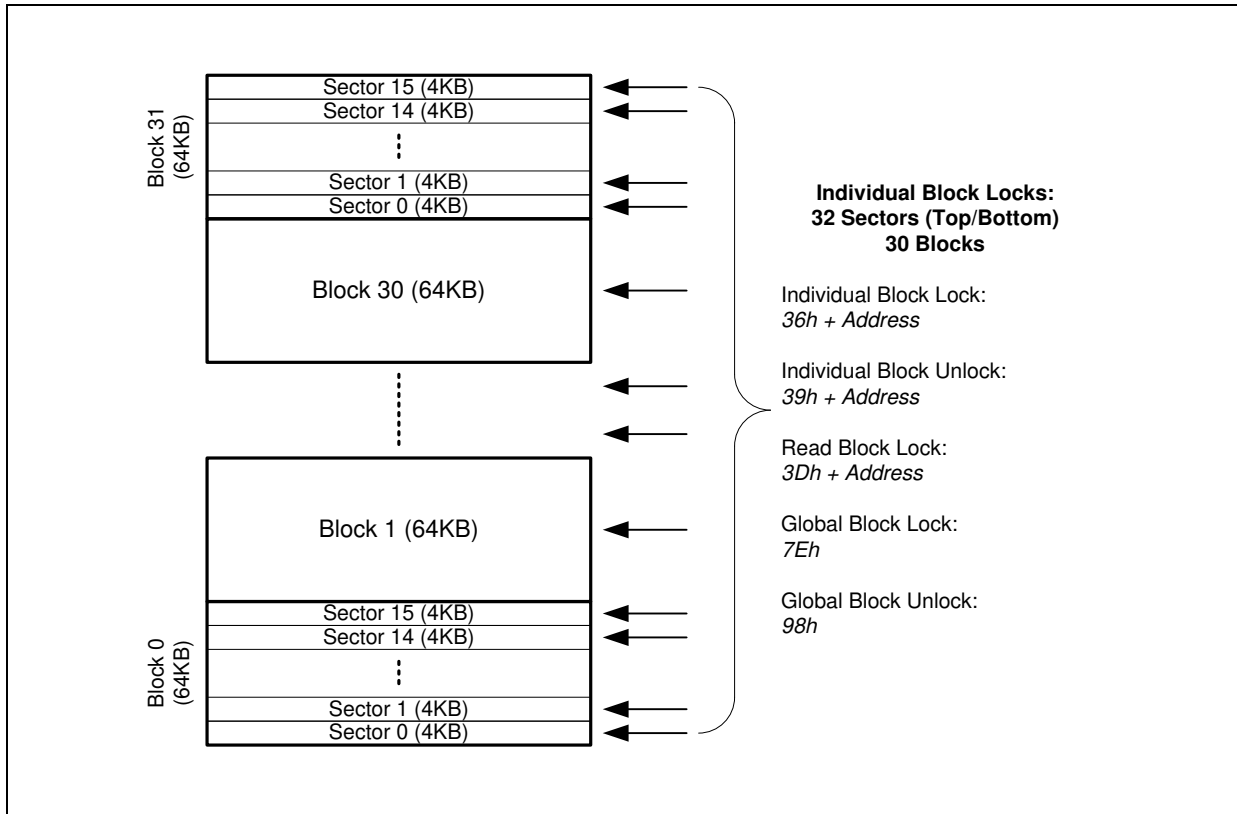 Block 31
(64KB)
Sector 15 (4KB)
Sector 14 (4KB)
Sector 1 (4KB)
Sector 0 (4KB)
Block 30 (64KB)
Block 1 (64KB)
Block 0
(64KB)
Sector 15 (4KB)
Sector 14 (4KB)
Sector 1 (4KB)
Sector 0 (4KB)
Individual Block Locks:
32 Sectors (Top/Bottom)
30 Blocks
Individual Block Lock:
36h + Address
Individual Block Unlock:
39h + Address
Read Block Lock:
3Dh + Address
Global Block Lock:
7Eh
Global Block Unlock:
98h